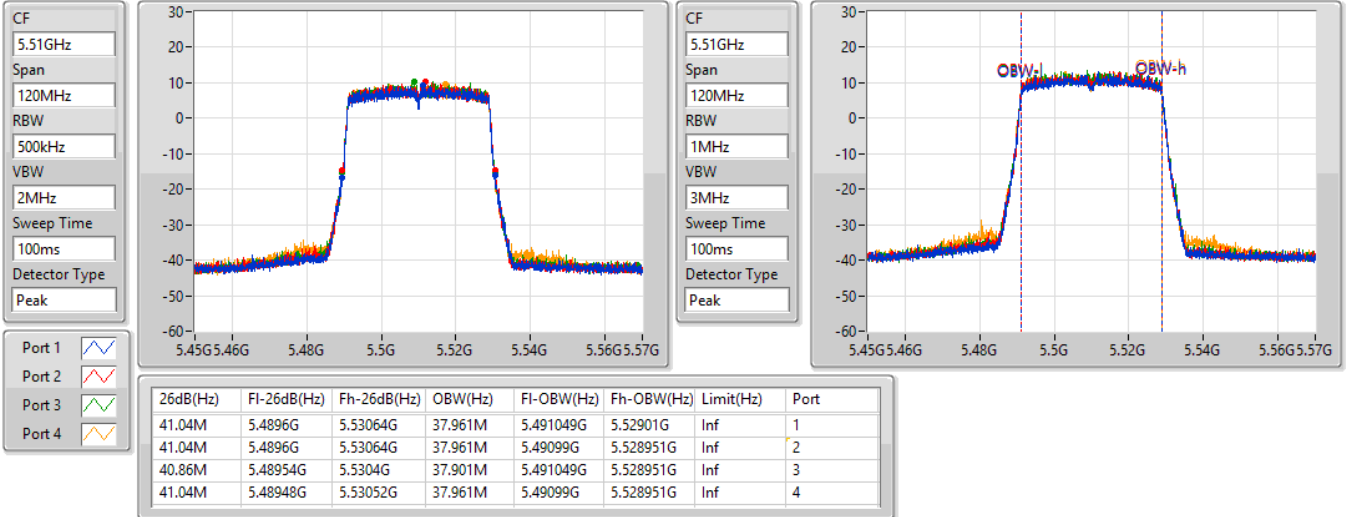 CF
5.51GHz
Span
120MHz
RBW
500kHz
VBW
2MHz
Sweep Time
100ms
Detector Type
Peak
30
20
10
0
-10
-20
-30
-40
-50
-60
5.45G 5.46G 5.48G 5.5G 5.52G 5.54G 5.56G 5.57G
CF
5.51GHz
Span
120MHz
RBW
1MHz
VBW
3MHz
Sweep Time
100ms
Detector Type
Peak
30
20
10
0
-10
-20
-30
-40
-50
-60
OBW-l OBW-h
5.45G 5.46G 5.48G 5.5G 5.52G 5.54G 5.56G 5.57G
Port 1
Port 2
Port 3
Port 4
26dB(Hz) Fl-26dB(Hz) Fh-26dB(Hz) OBW(Hz) Fl-OBW(Hz) Fh-OBW(Hz) Limit(Hz) Port
41.04M 5.4896G 5.53064G 37.961M 5.491049G 5.52901G Inf 1
41.04M 5.4896G 5.53064G 37.961M 5.49099G 5.528951G Inf 2
40.86M 5.48954G 5.5304G 37.901M 5.491049G 5.528951G Inf 3
41.04M 5.48948G 5.53052G 37.961M 5.49099G 5.528951G Inf 4